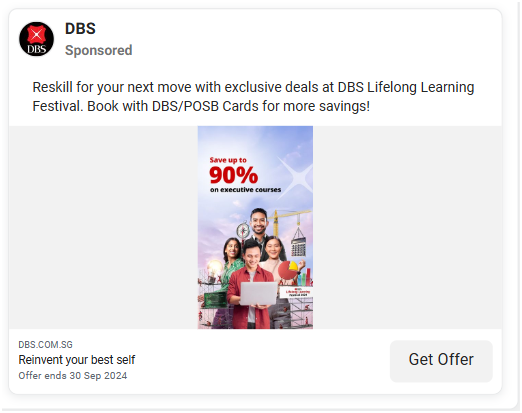 DBS
DBS
Sponsored
Reskill for your next move with exclusive deals at DBS Lifelong Learning
Festival. Book with DBS/POSB Cards for more savings!
Save up to
90%
on executive courses
Lifelong Learning
DBS.COM.SG
Reinvent your best self
Offer ends 30 Sep 2024
Get Offer